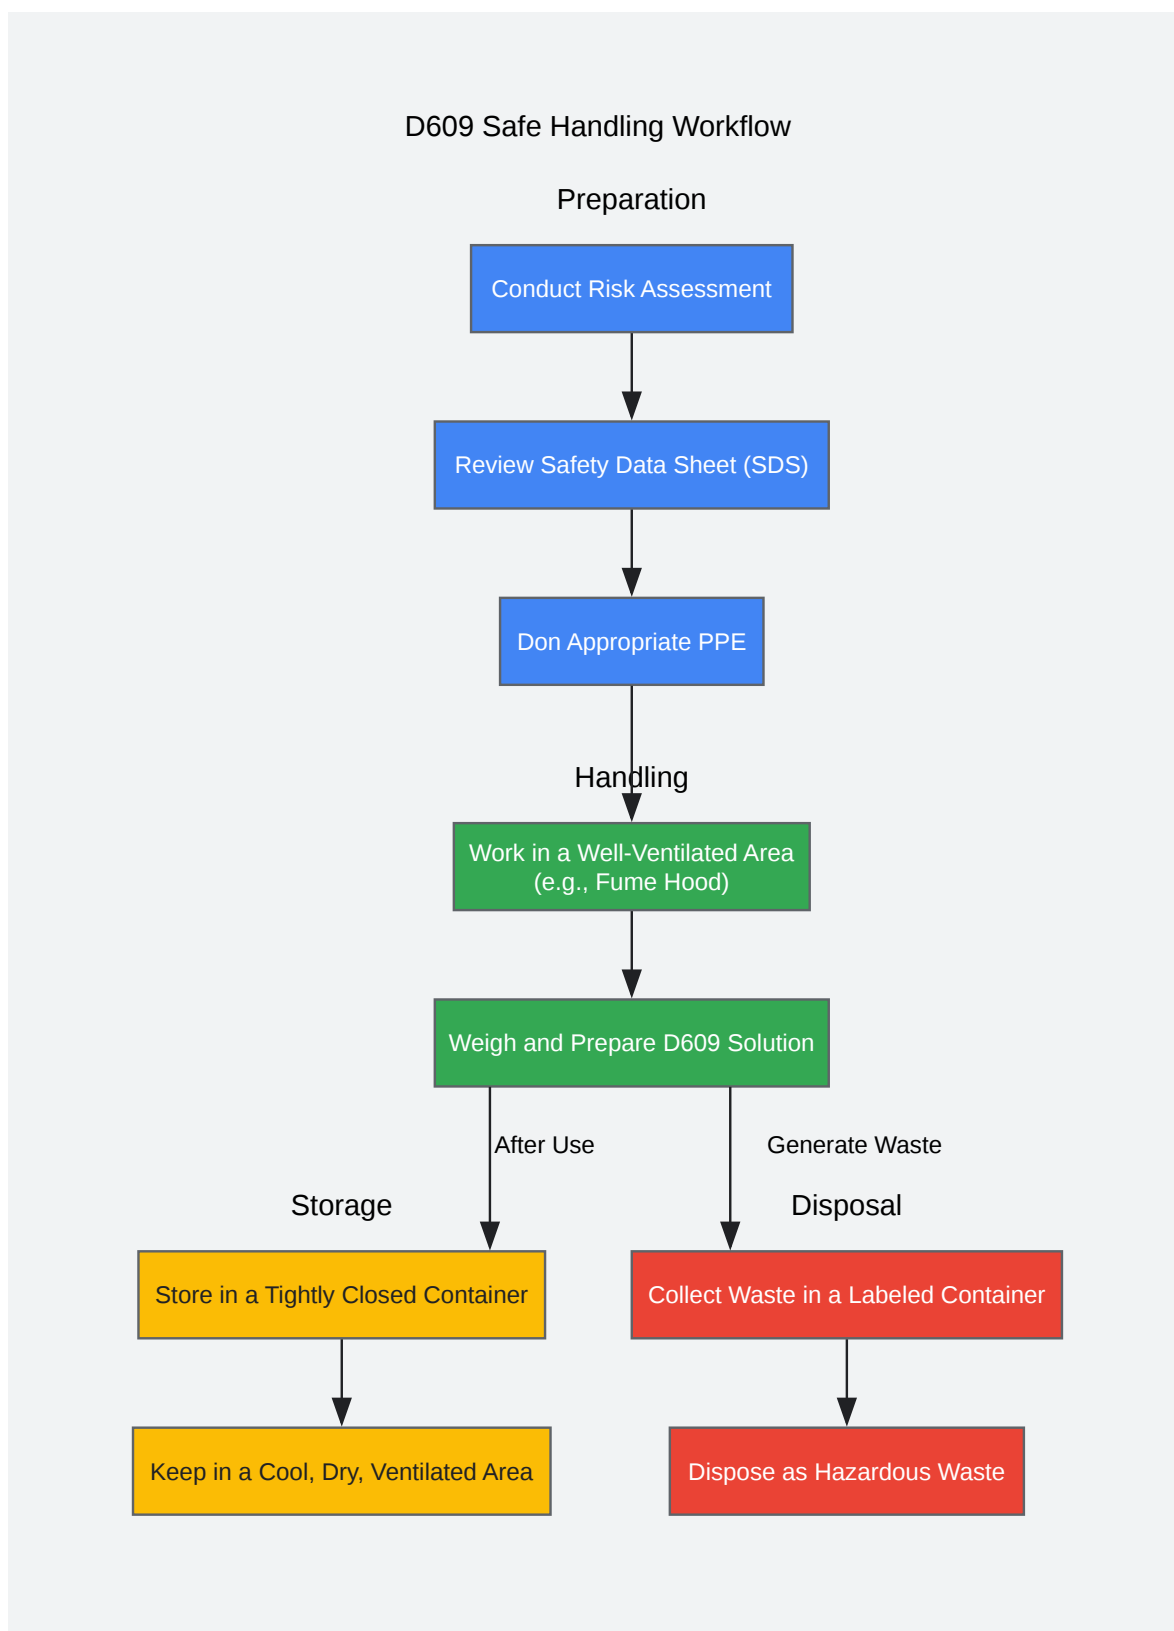 D609 Safe Handling Workflow
Preparation
Conduct Risk Assessment
Review Safety Data Sheet (SDS)
Don Appropriate PPE
Handling
Work in a Well-Ventilated Area
(e.g., Fume Hood)
Weigh and Prepare D609 Solution
After Use
Generate Waste
Storage
Disposal
Store in a Tightly Closed Container
Collect Waste in a Labeled Container
Keep in a Cool, Dry, Ventilated Area
Dispose as Hazardous Waste